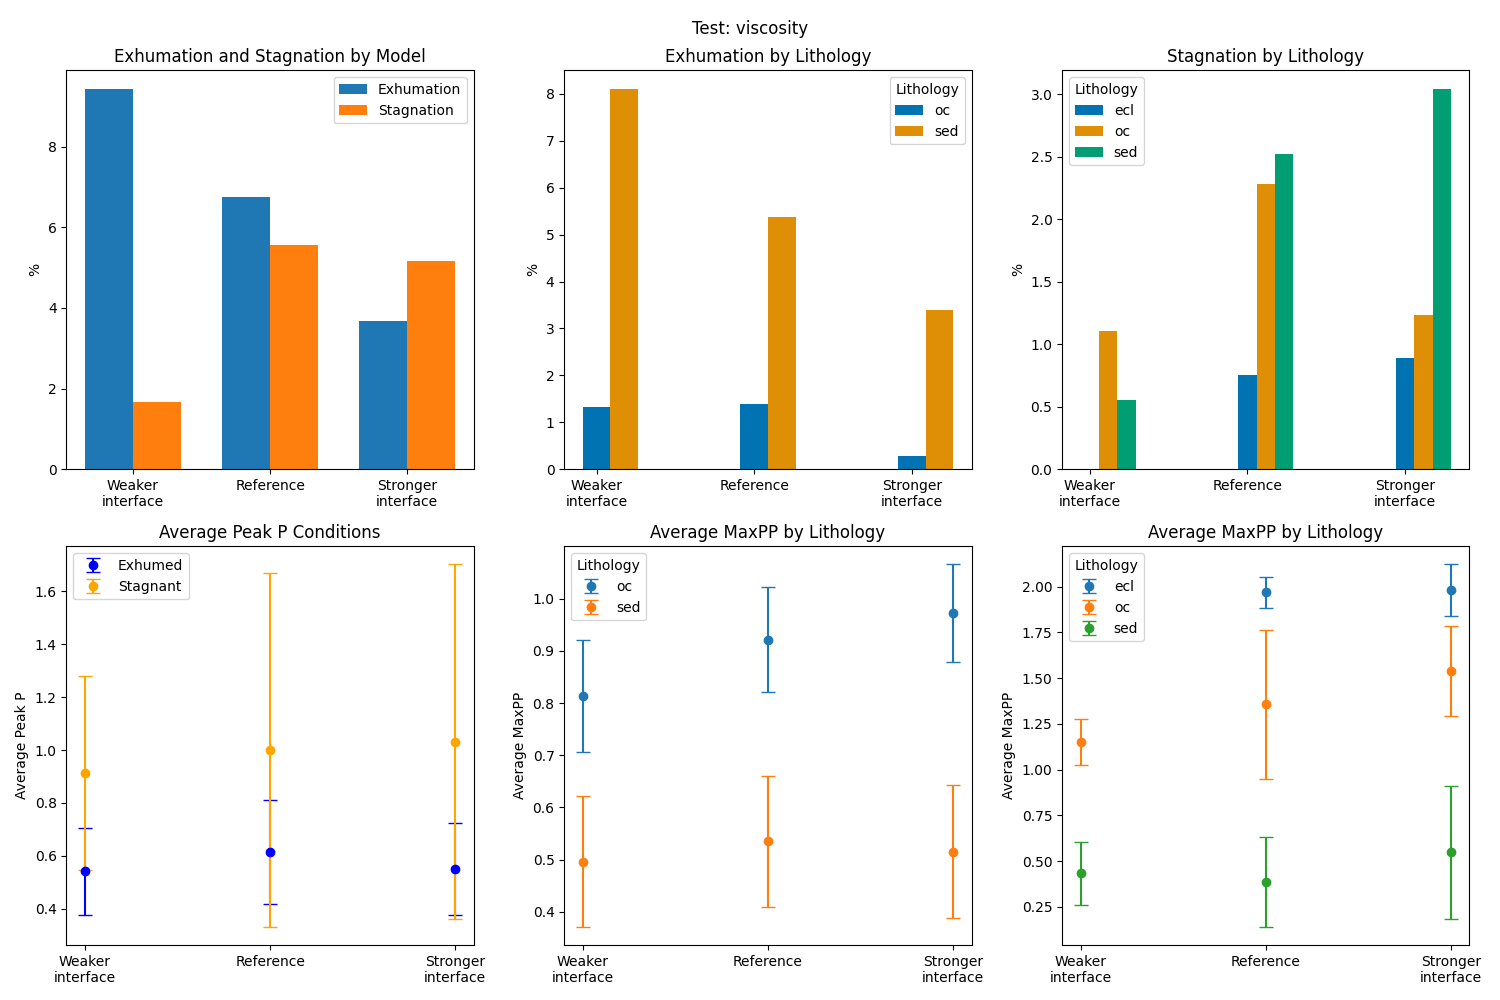 Test: viscosity
Exhumation and Stagnation by Model
Exhumation
Stagnation
%
8
6
4
2
0
Weaker
interface
Reference
Stronger
interface
Exhumation by Lithology
Lithology
oc
sed
%
8
7
6
5
4
3
2
1
0
Weaker
interface
Reference
Stronger
interface
Stagnation by Lithology
Lithology
ecl
oc
sed
%
3.0
2.5
2.0
1.5
1.0
0.5
0.0
Weaker
interface
Reference
Stronger
interface
Average Peak P Conditions
Exhumed
Stagnant
Average Peak P
1.6
1.4
1.2
1.0
0.8
0.6
0.4
Weaker
interface
Reference
Stronger
interface
Average MaxPP by Lithology
Lithology
oc
sed
Average MaxPP
1.0
0.9
0.8
0.7
0.6
0.5
0.4
Weaker
interface
Reference
Stronger
interface
Average MaxPP by Lithology
Lithology
ecl
oc
sed
Average MaxPP
2.00
1.75
1.50
1.25
1.00
0.75
0.50
0.25
Weaker
interface
Reference
Stronger
interface